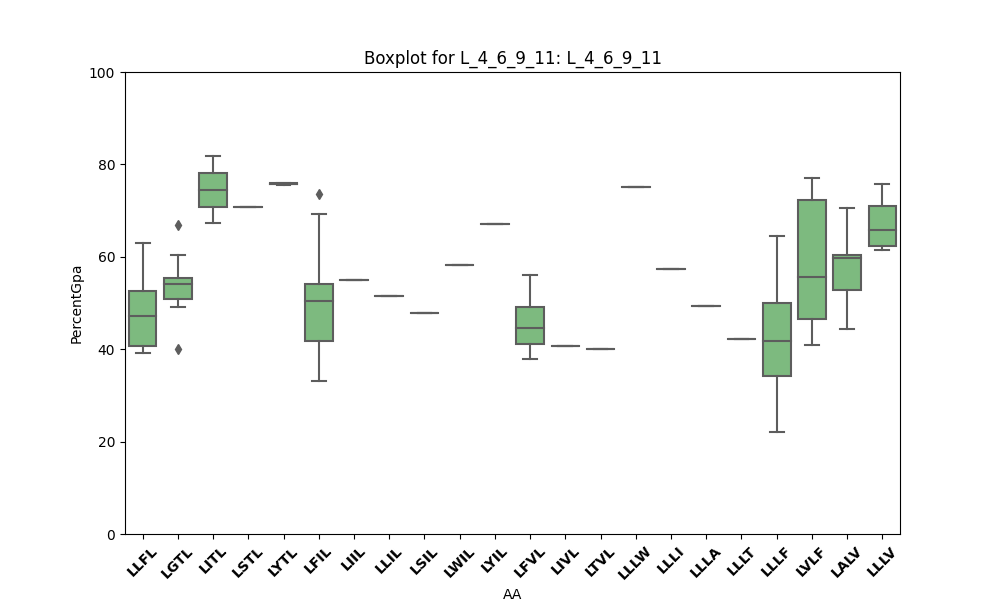 Boxplot for L_4_6_9_11: L_4_6_9_11
100
80
60
40
20
0
PercentGpa
LLFL LGTL LITL LSTL LYTL LFIL LIIL LLIL LSIL LWIL LYIL LFVL LIVL LTVL LLLW LLLI LLLA LLLT LLLF LVLF LALV LLLV
AA